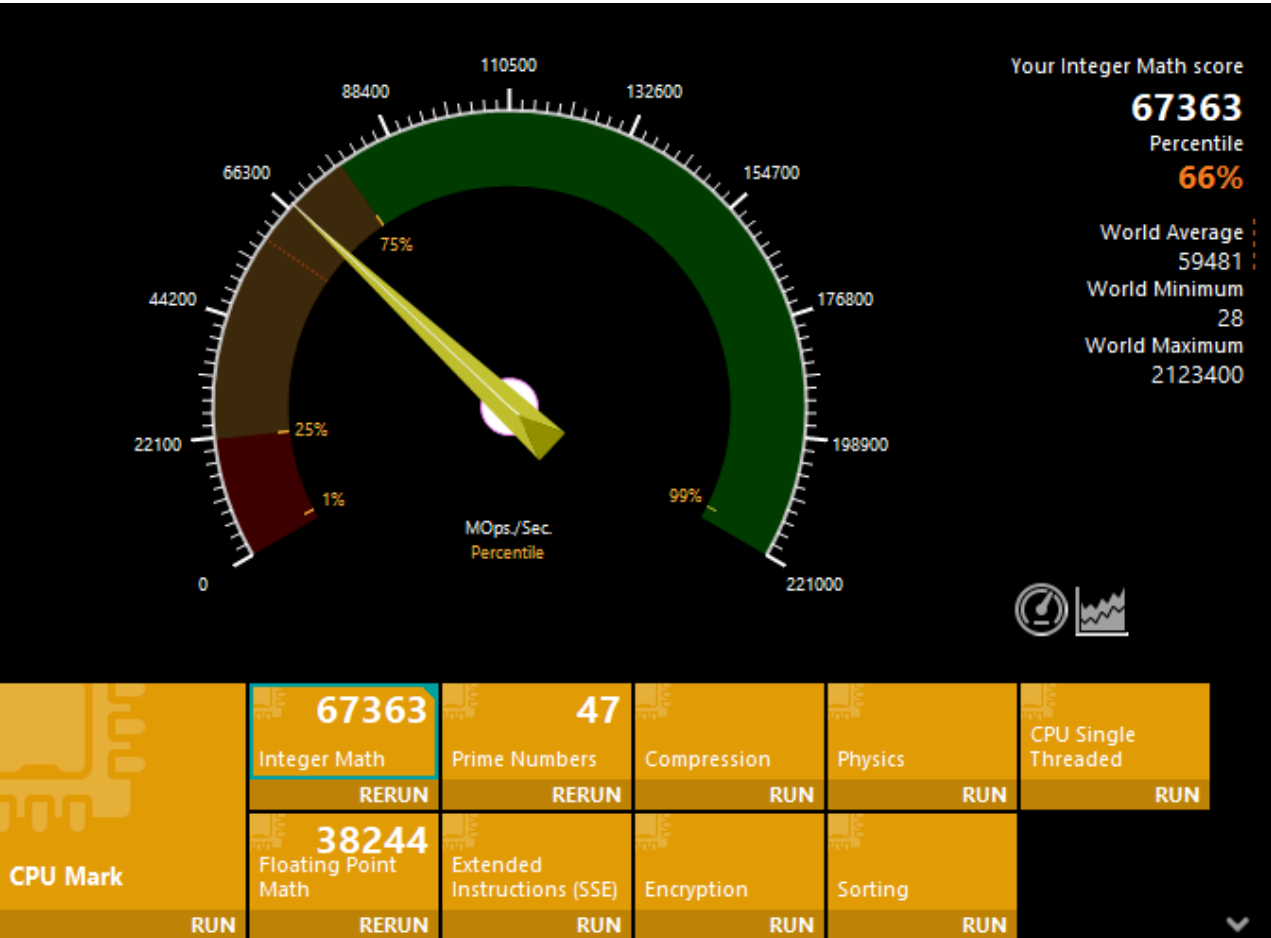 110500
88400
132600
66300
154700
75%
44200
176800
25%
22100
198900
1%
99%
MOps./Sec.
Percentile
0
221000
Your Integer Math score
67363
Percentile
66%
World Average
59481
World Minimum
28
World Maximum
2123400
CPU Mark
RUN
67363
Integer Math
RERUN
47
Prime Numbers
RERUN
Compression
RUN
Physics
RUN
CPU Single
Threaded
RUN
38244
Floating Point
Math
RERUN
Extended
Instructions (SSE)
RUN
Encryption
RUN
Sorting
RUN